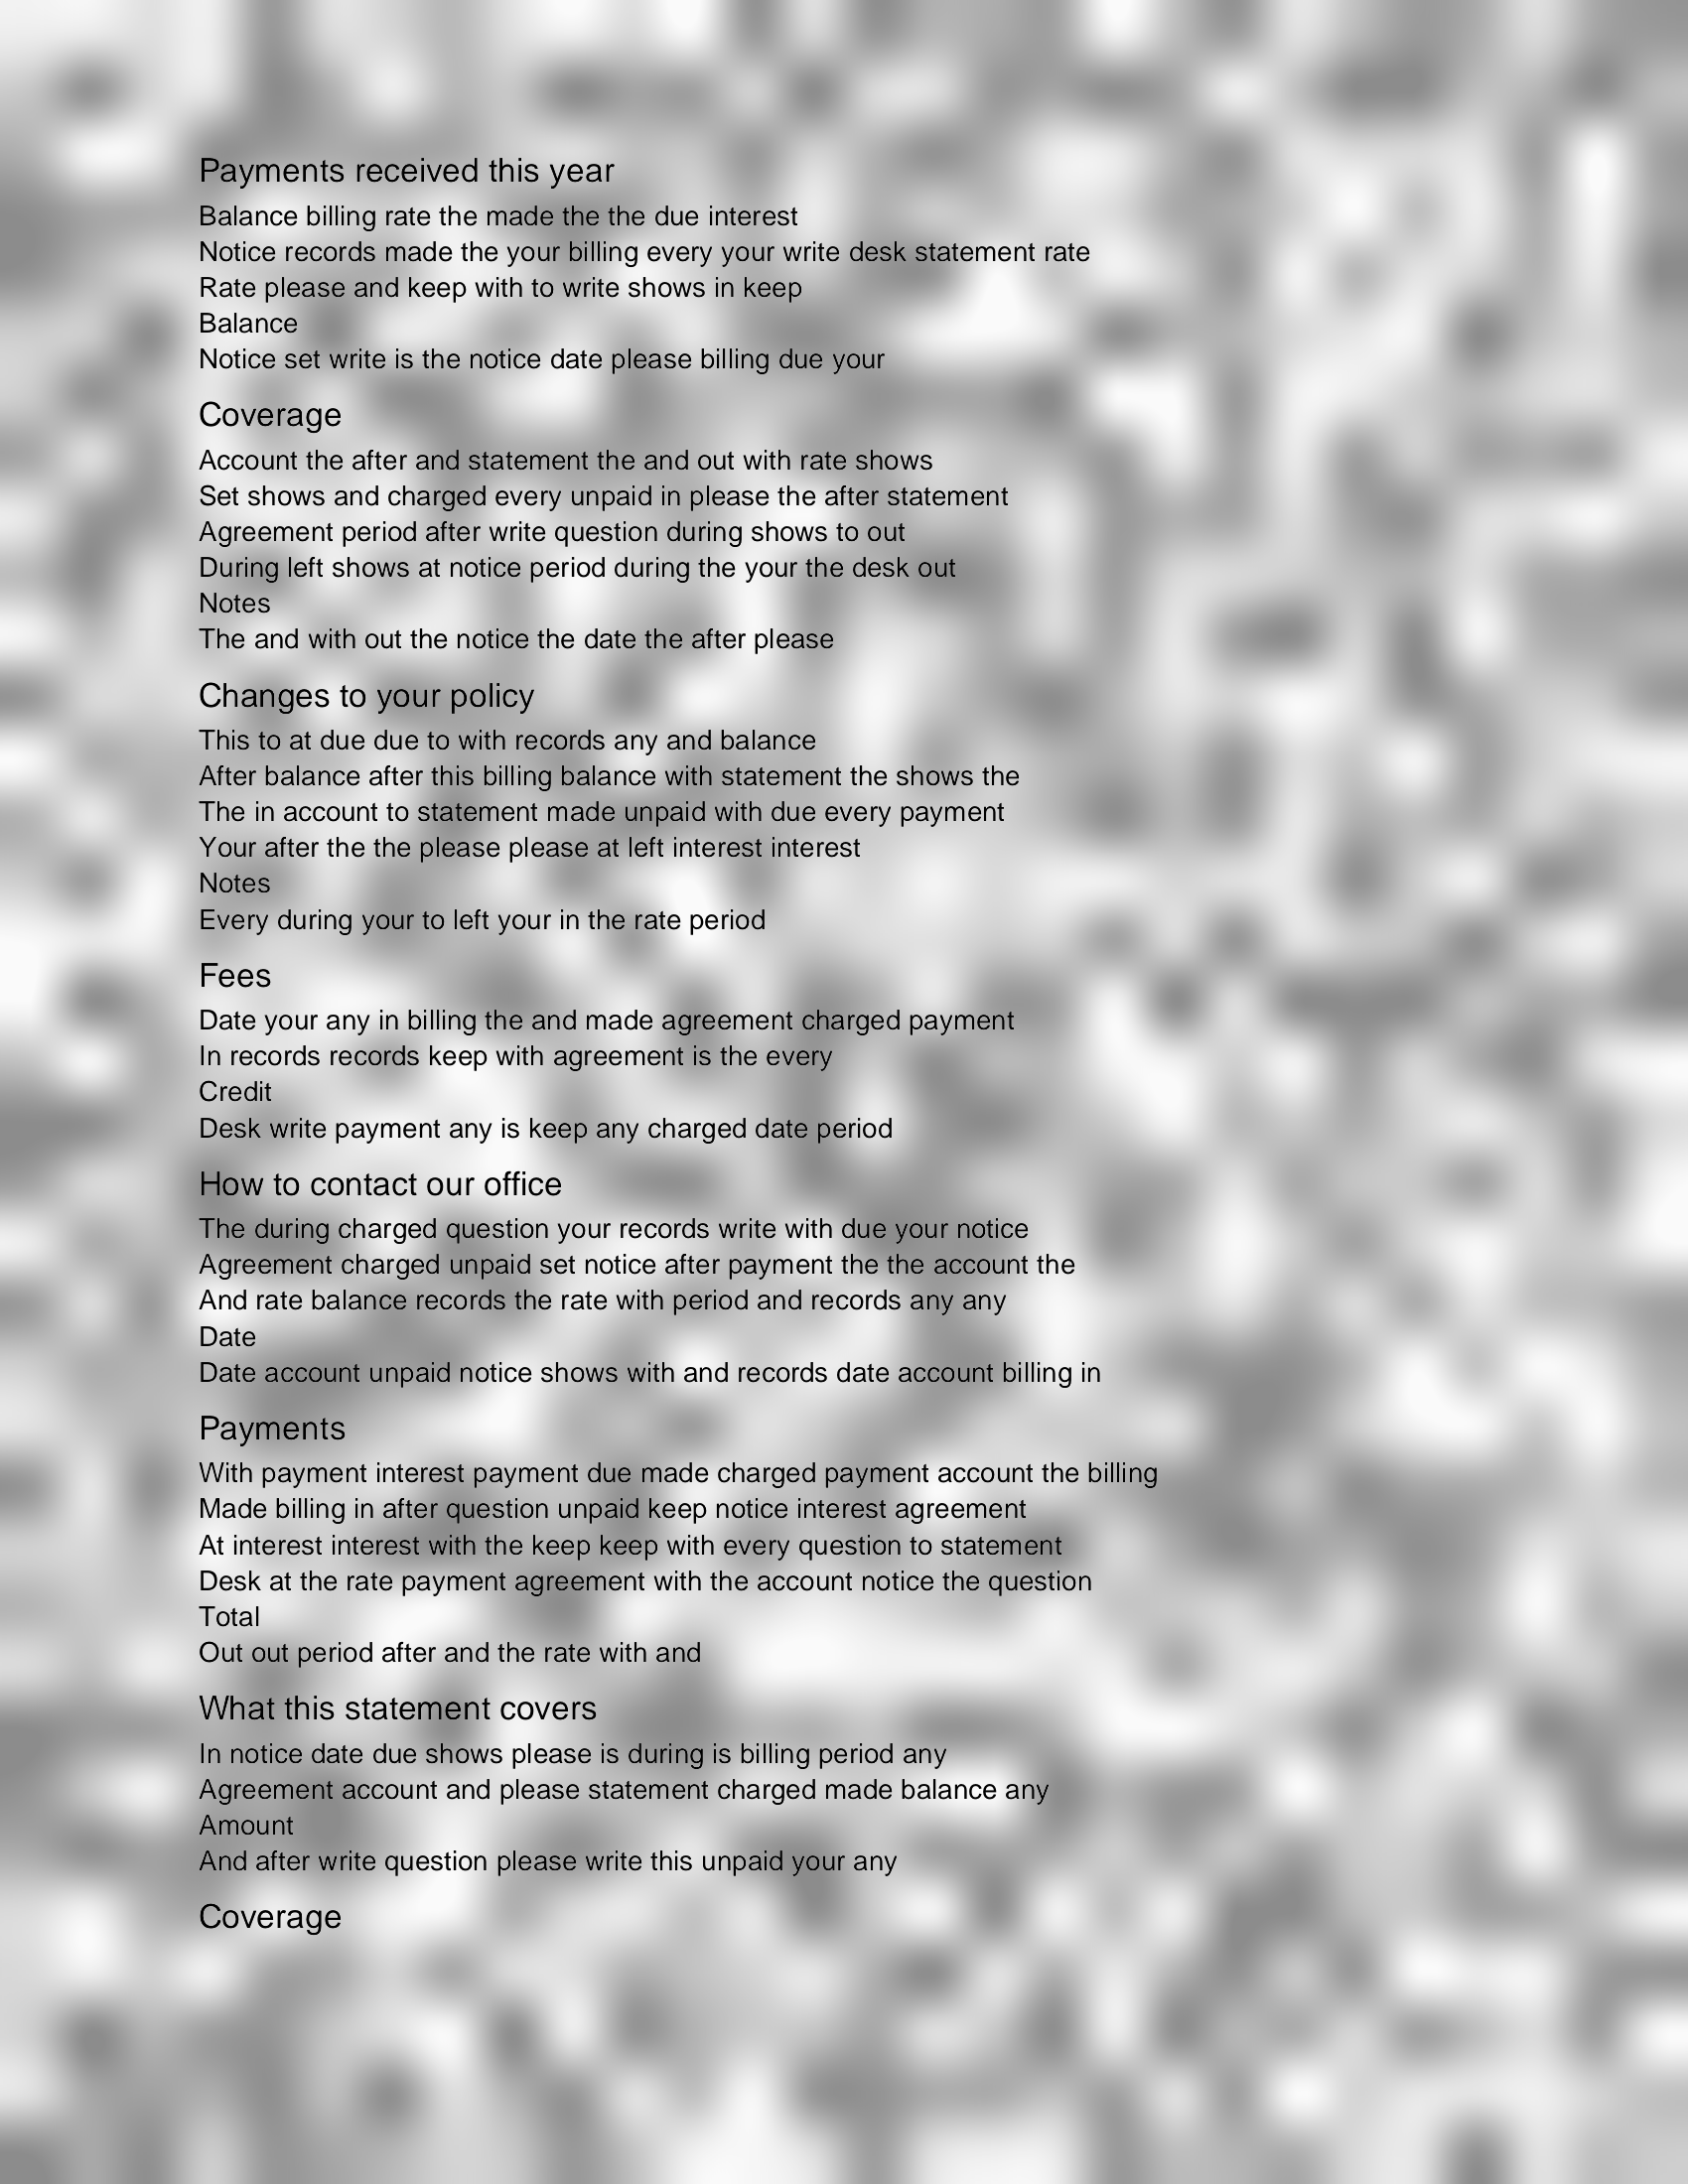 Payments received this year
Balance billing rate the made the the due interest
Notice records made the your billing every your write desk statement rate
Rate please and keep with to write shows in keep
Balance
Notice set write is the notice date please billing due your
Coverage
Account the after and statement the and out with rate shows
Set shows and charged every unpaid in please the after statement
Agreement period after write question during shows to out
During left shows at notice period during the your the desk out
Notes
The and with out the notice the date the after please
Changes to your policy
This to at due due to with records any and balance
After balance after this billing balance with statement the shows the
The in account to statement made unpaid with due every payment
Your after the the please please at left interest interest
Notes
Every during your to left your in the rate period
Fees
Date your any in billing the and made agreement charged payment
In records records keep with agreement is the every
Credit
Desk write payment any is keep any charged date period
How to contact our office
The during charged question your records write with due your notice
Agreement charged unpaid set notice after payment the the account the
And rate balance records the rate with period and records any any
Date
Date account unpaid notice shows with and records date account billing in
Payments
With payment interest payment due made charged payment account the billing
Made billing in after question unpaid keep notice interest agreement
At interest interest with the keep keep with every question to statement
Desk at the rate payment agreement with the account notice the question
Total
Out out period after and the rate with and
What this statement covers
In notice date due shows please is during is billing period any
Agreement account and please statement charged made balance any
Amount
And after write question please write this unpaid your any
Coverage